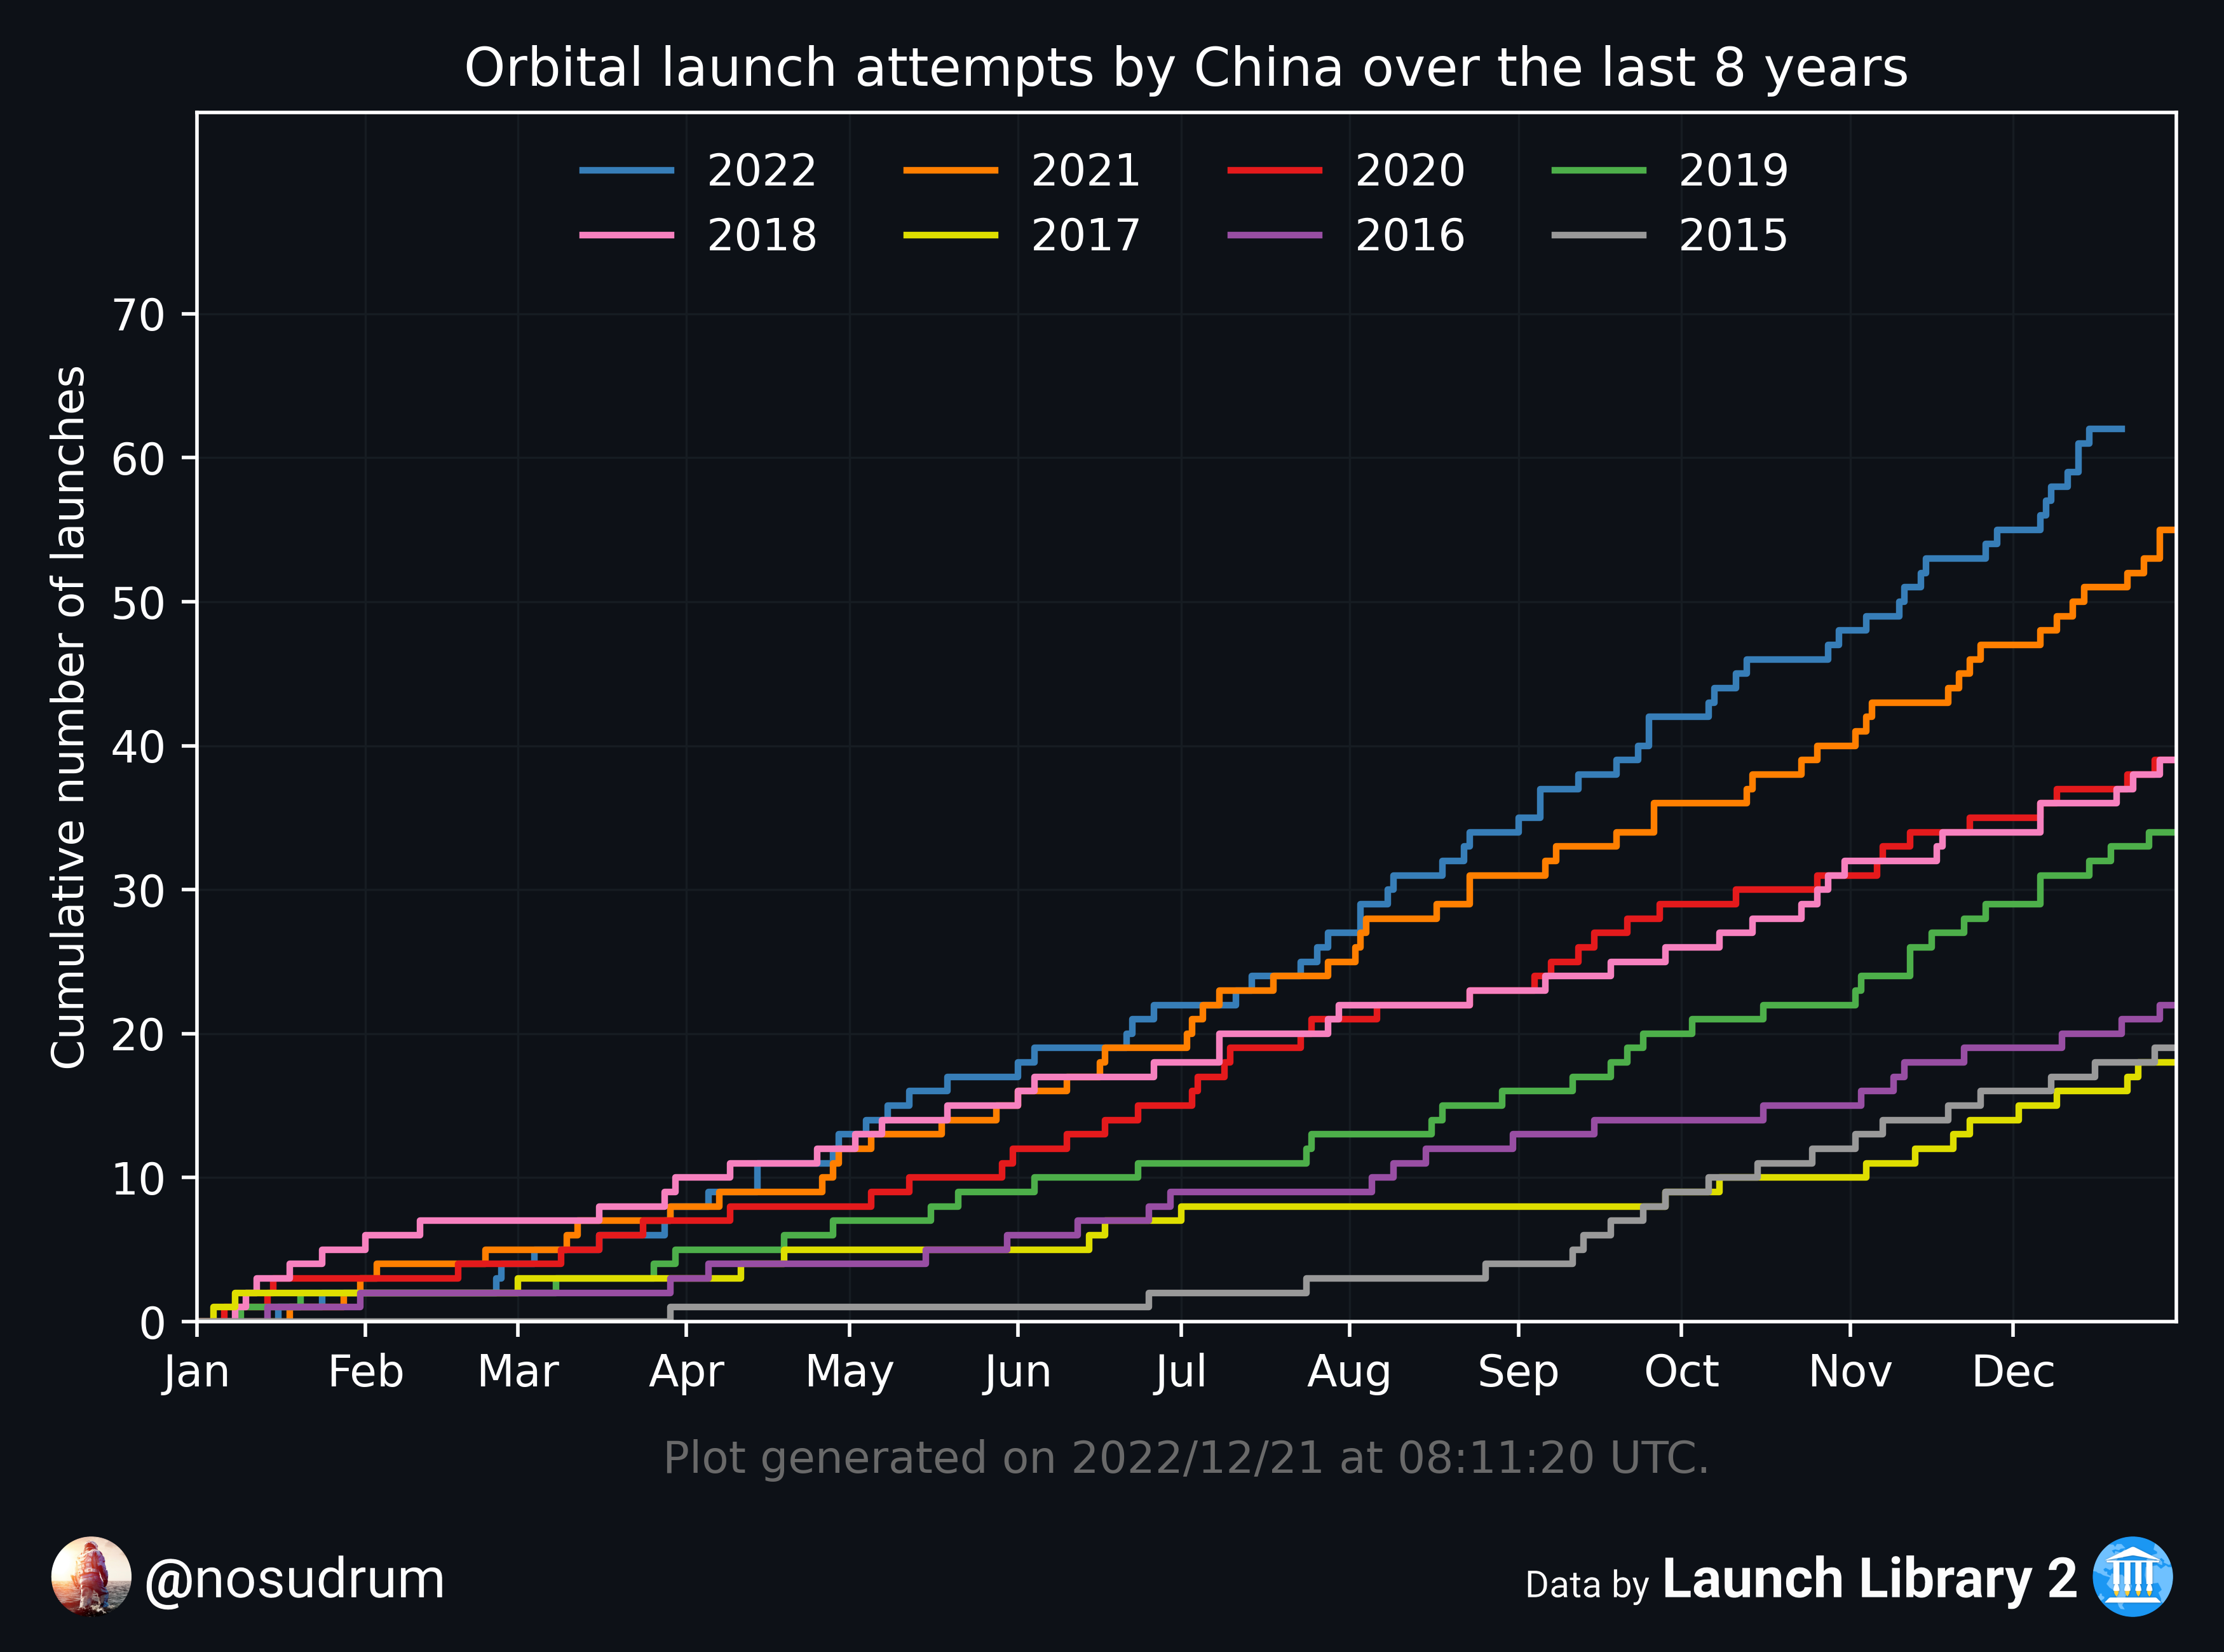 Orbital launch attempts by China over the last 8 years
2022 2021 2020 2019
2018 2017 2016 2015
Cumulative number of launches
70
60
50
40
30
20
10
0
Jan Feb Mar Apr May Jun Jul Aug Sep Oct Nov Dec
Plot generated on 2022/12/21 at 08:11:20 UTC.
@nosudrum
Data by Launch Library 2